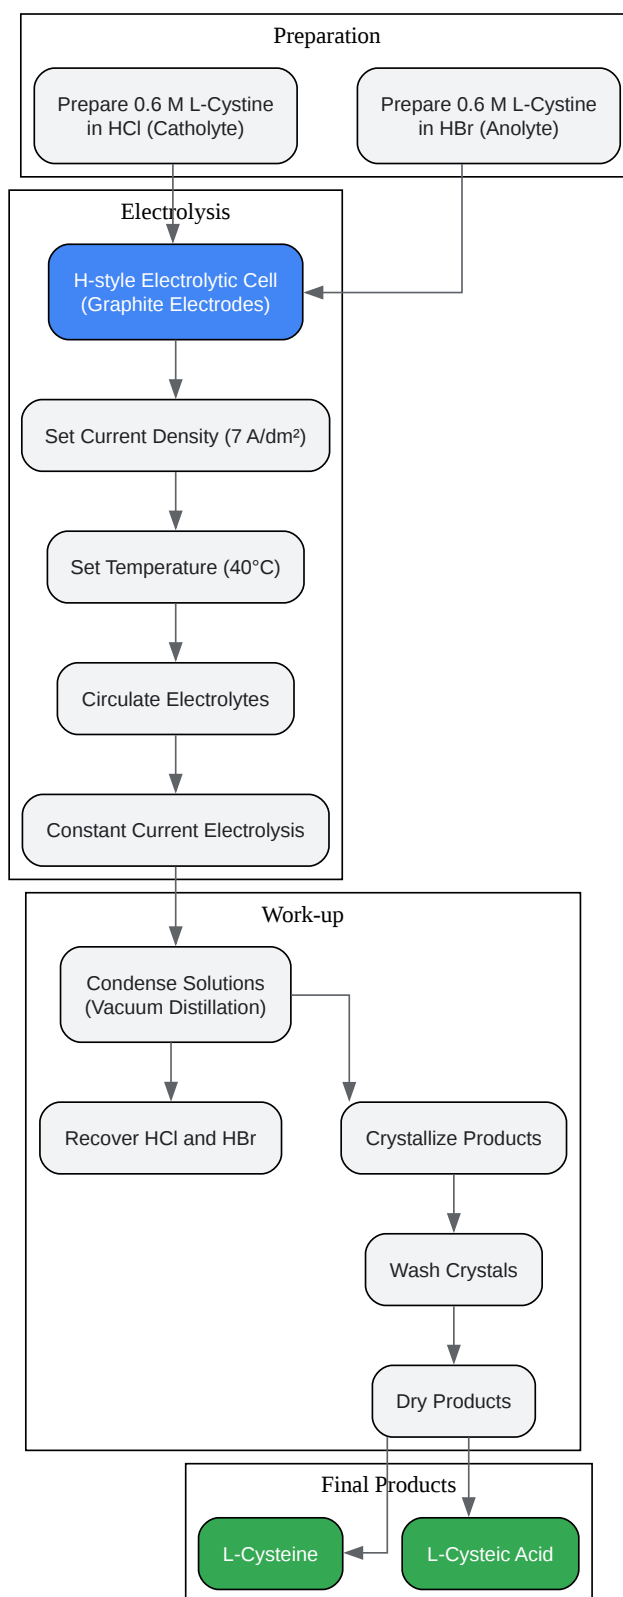 Preparation
Prepare 0.6 M L-Cystine
in HCl (Catholyte)
Prepare 0.6 M L-Cystine
in HBr (Anolyte)
Electrolysis
H-style Electrolytic Cell
(Graphite Electrodes)
Set Current Density (7 A/dm²)
Set Temperature (40°C)
Circulate Electrolytes
Constant Current Electrolysis
Work-up
Condense Solutions
(Vacuum Distillation)
Recover HCl and HBr
Crystallize Products
Wash Crystals
Dry Products
Final Products
L-Cysteine
L-Cysteic Acid